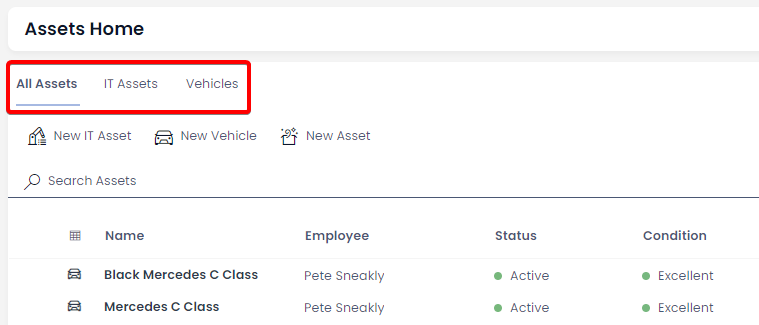 Assets Home
All Assets IT Assets Vehicles
New IT Asset New Vehicle New Asset
Search Assets
Name Employee Status Condition
Black Mercedes C Class Pete Sneakly Active Excellent
Mercedes C Class Pete Sneakly Active Excellent